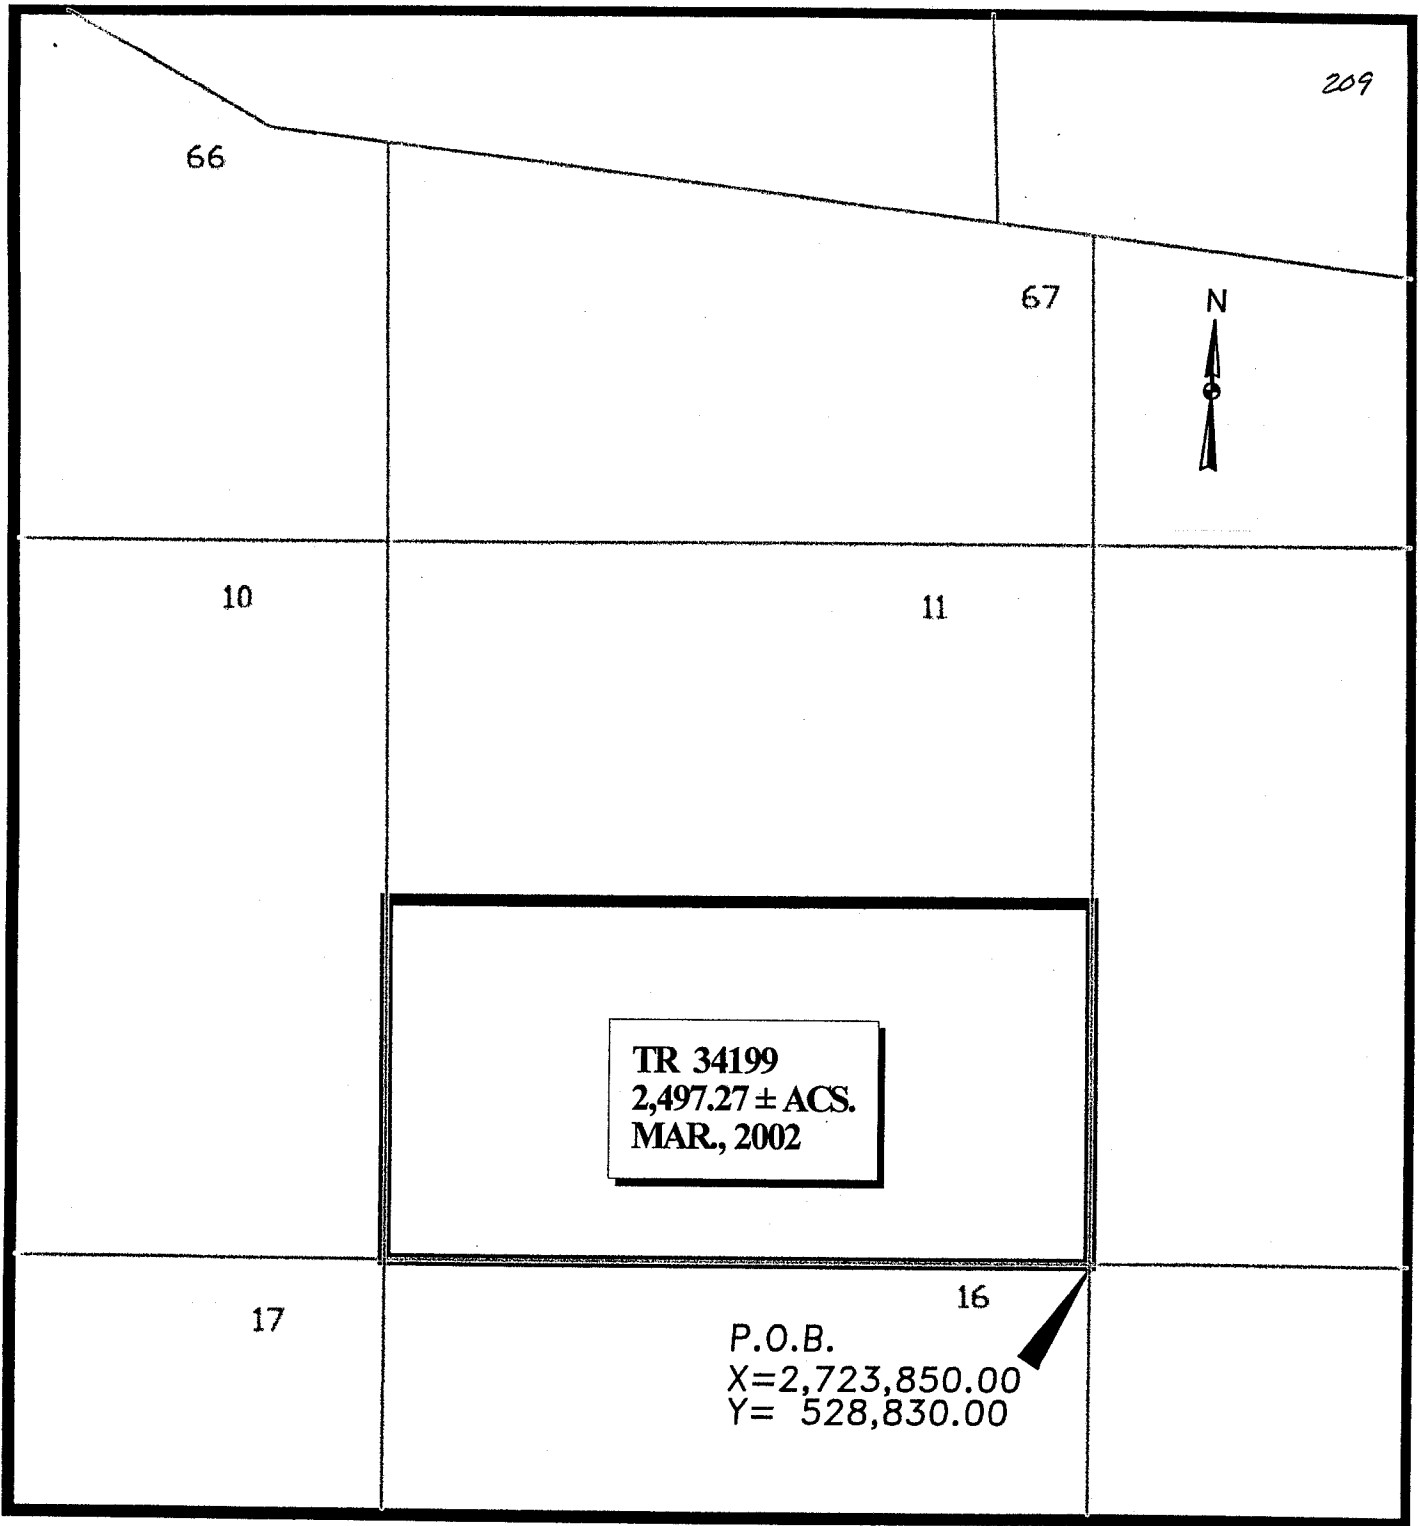 209
66
67
N
10
11
TR 34199
2,497.27 ± ACS.
MAR., 2002
17
16
P.O.B.
X=2,723,850.00
Y= 528,830.00